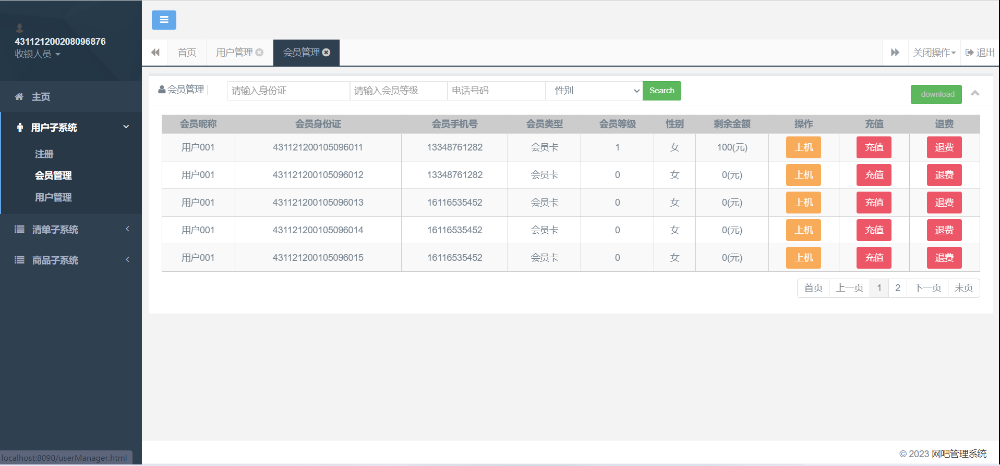 431121200208096876
收银人员
主页
用户子系统
注册
会员管理
用户管理
清单子系统
商品子系统
localhost:8090/userManager.html
首页 用户管理 会员管理 关闭操作 退出
会员管理 请输入身份证 请输入会员等级 电话号码 性别 Search download
会员昵称 会员身份证 会员手机号 会员类型 会员等级 性别 剩余金额 操作 充值 退费
用户001 431121200105096011 13348761282 会员卡 1 女 100(元) 上机 充值 退费
用户001 431121200105096012 13348761282 会员卡 0 女 0(元) 上机 充值 退费
用户001 431121200105096013 16116535452 会员卡 0 女 0(元) 上机 充值 退费
用户001 431121200105096014 16116535452 会员卡 0 女 0(元) 上机 充值 退费
用户001 431121200105096015 16116535452 会员卡 0 女 0(元) 上机 充值 退费
首页 上一页 1 2 下一页 末页
© 2023 网吧管理系统